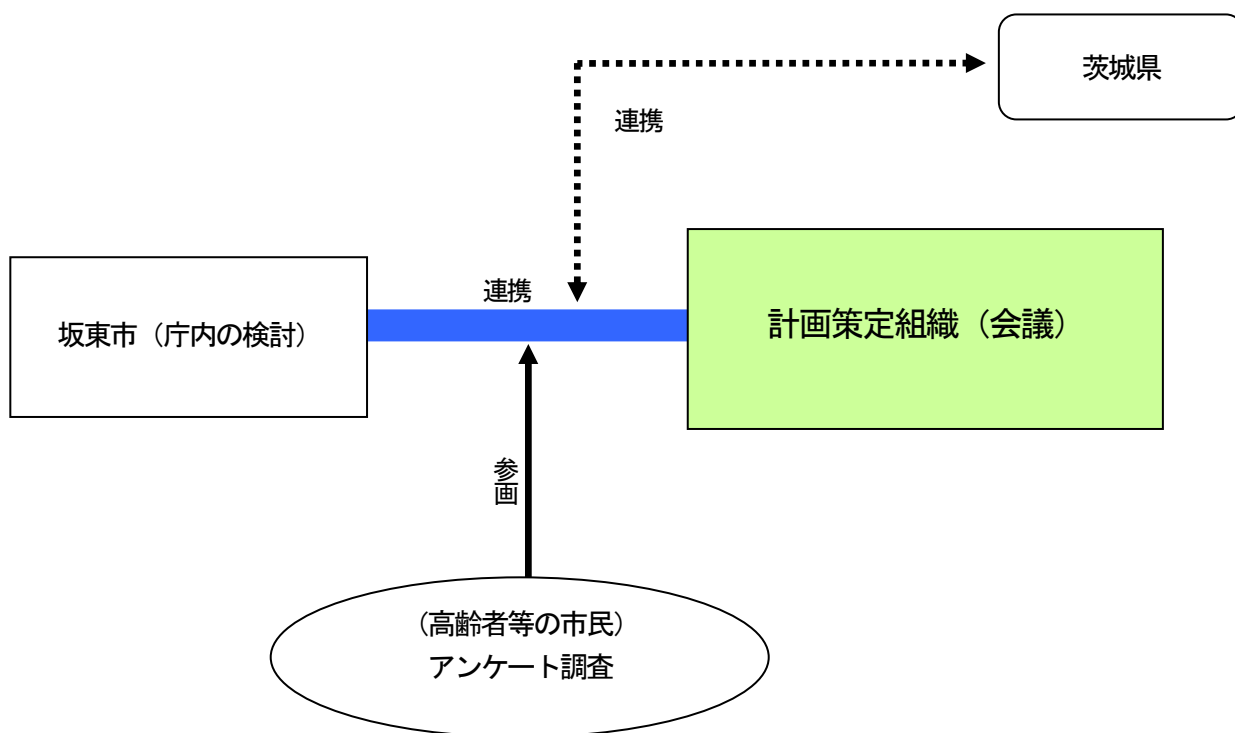 茨城県
連携
連携
坂東市（庁内の検討）
計画策定組織（会議）
参画
（高齢者等の市民）
アンケート調査